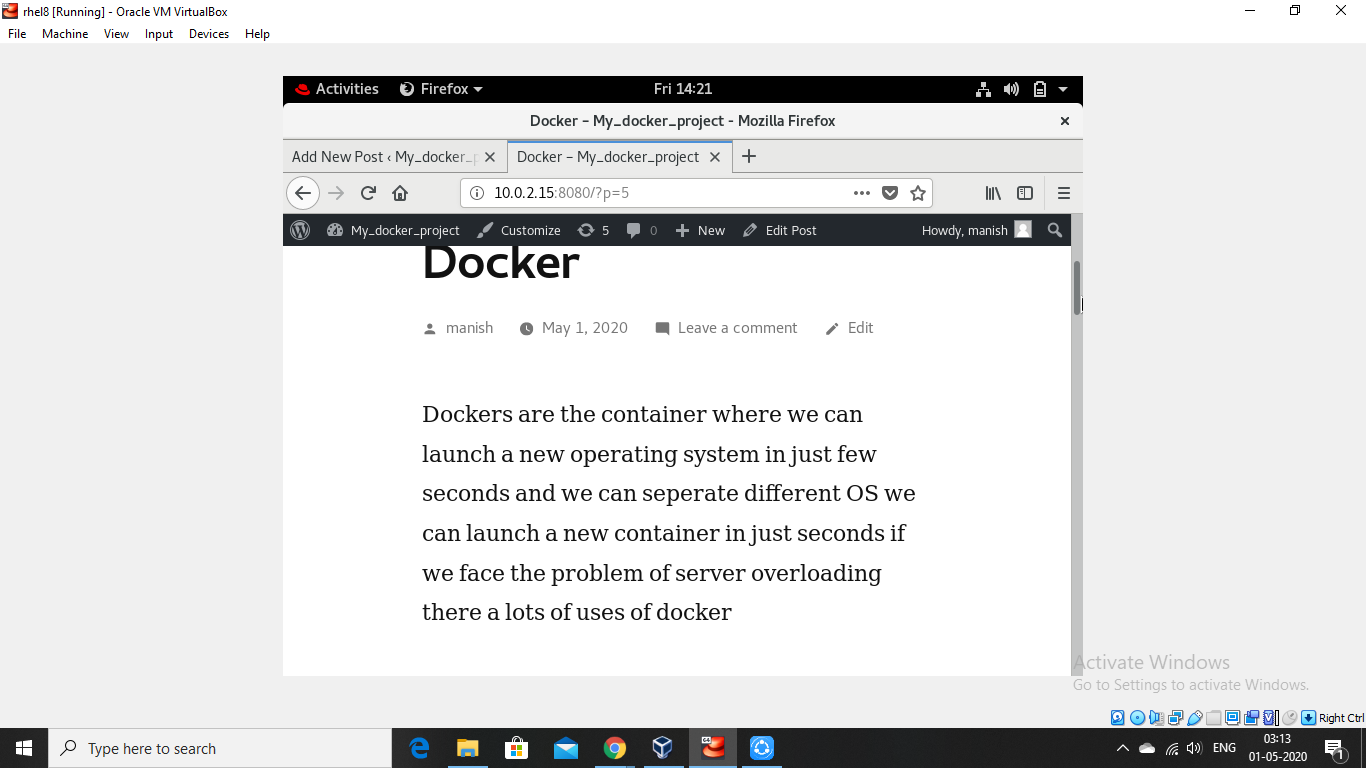 rhel8 [Running] - Oracle VM VirtualBox
File Machine View Input Devices Help
Activities Firefox Fri 14:21
Docker – My_docker_project - Mozilla Firefox
Add New Post ‹ My_docker_p Docker – My_docker_project
10.0.2.15:8080/?p=5
My_docker_project Customize 5 0 New Edit Post Howdy, manish
Docker
manish May 1, 2020 Leave a comment Edit
Dockers are the container where we can
launch a new operating system in just few
seconds and we can seperate different OS we
can launch a new container in just seconds if
we face the problem of server overloading
there a lots of uses of docker
Activate Windows
Go to Settings to activate Windows.
Right Ctrl
Type here to search
ENG
03:13
01-05-2020
1